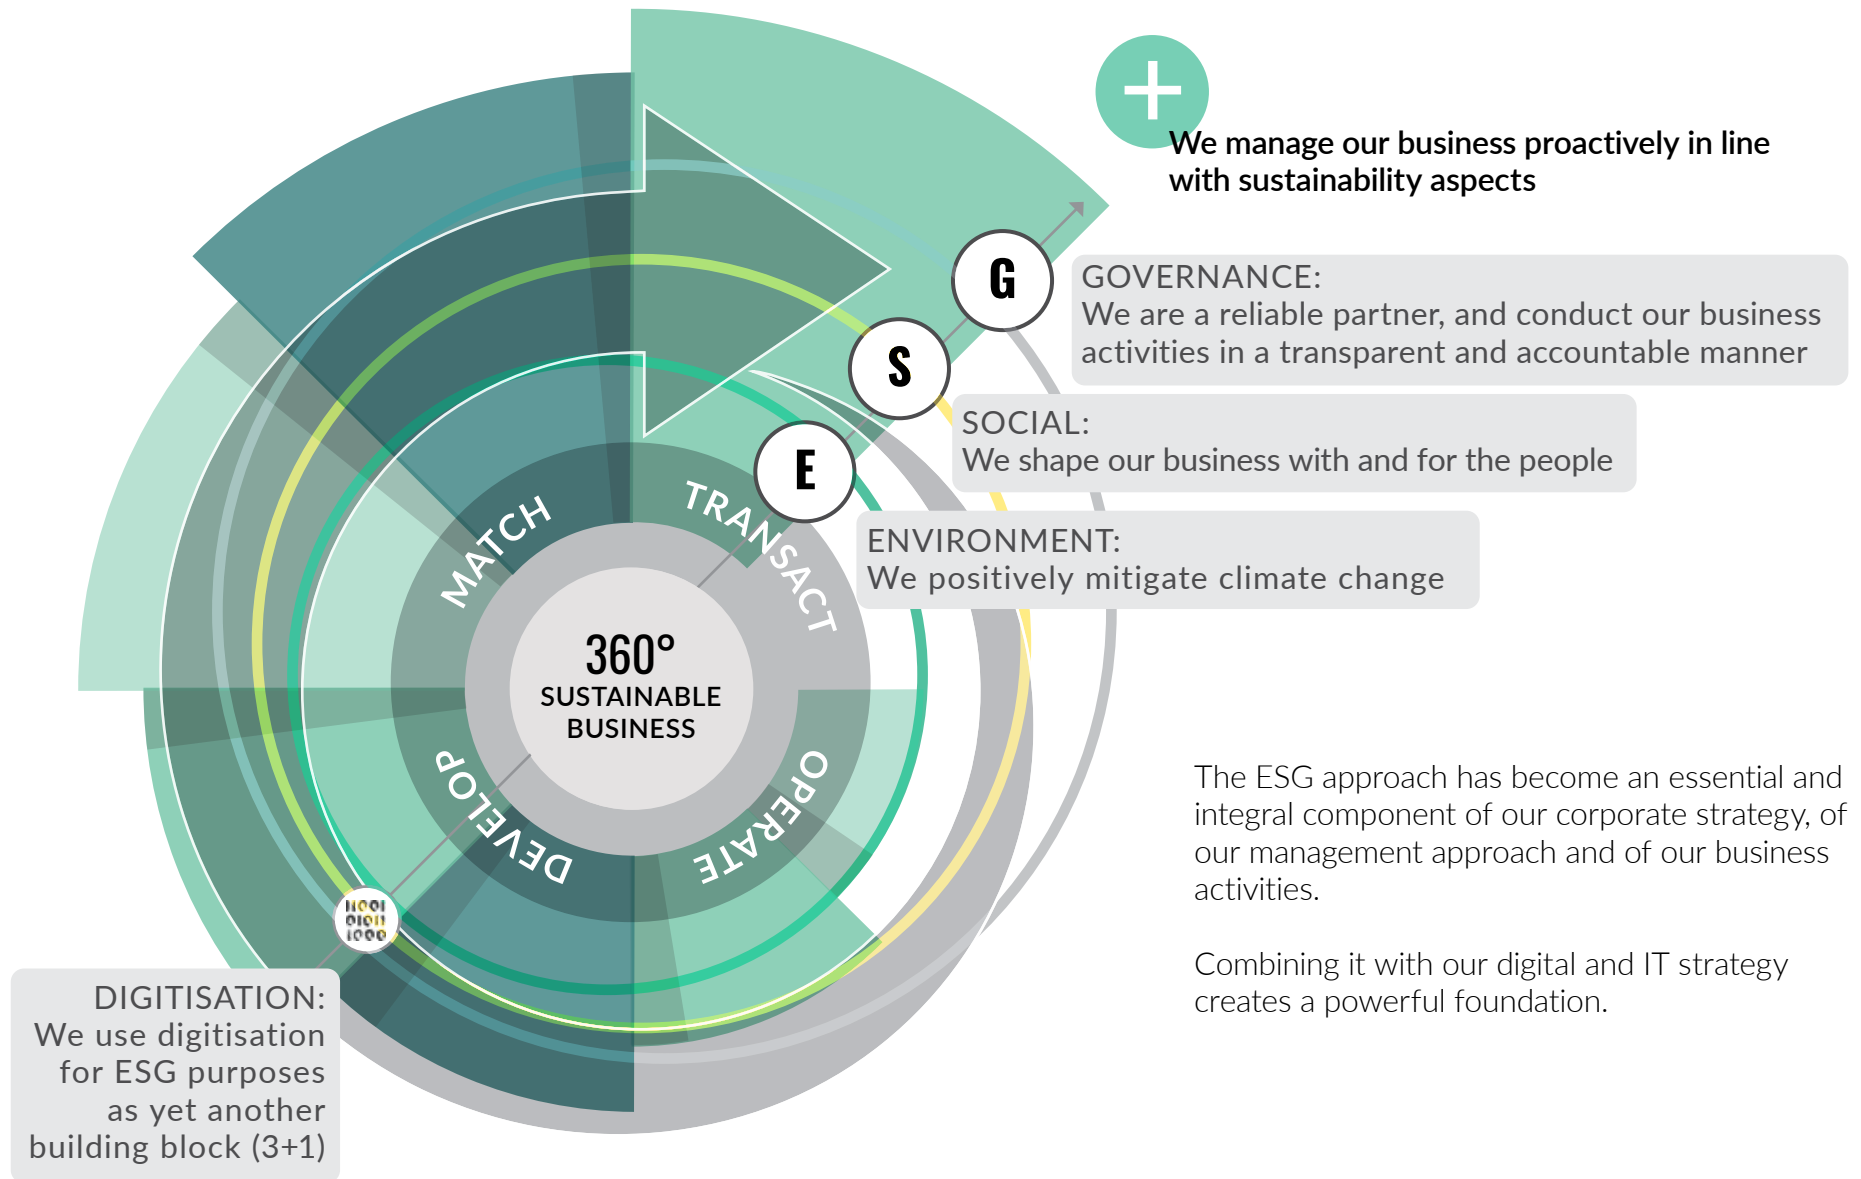 We manage our business proactively in line
with sustainability aspects
G
GOVERNANCE:
We are a reliable partner, and conduct our business
activities in a transparent and accountable manner
S
SOCIAL:
We shape our business with and for the people
E
ENVIRONMENT:
We positively mitigate climate change
MATCH
TRANSACT
360°
SUSTAINABLE
BUSINESS
DEVELOP
OPERATE
The ESG approach has become an essential and
integral component of our corporate strategy, of
our management approach and of our business
activities.
Combining it with our digital and IT strategy
creates a powerful foundation.
DIGITISATION:
We use digitisation
for ESG purposes
as yet another
building block (3+1)